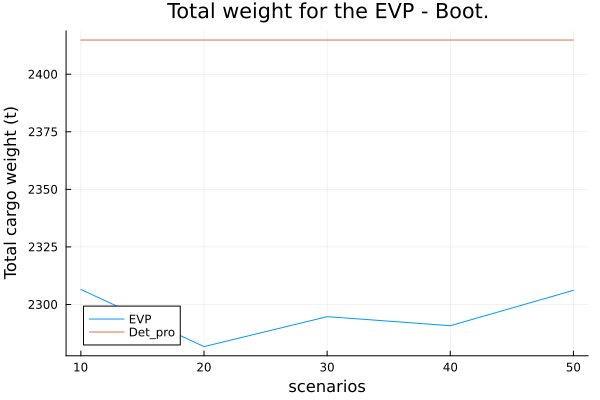 Total weight for the EVP - Boot.
Total cargo weight (t)
2400
2375
2350
2325
2300
EVP
Det_pro
10 20 30 40 50
scenarios